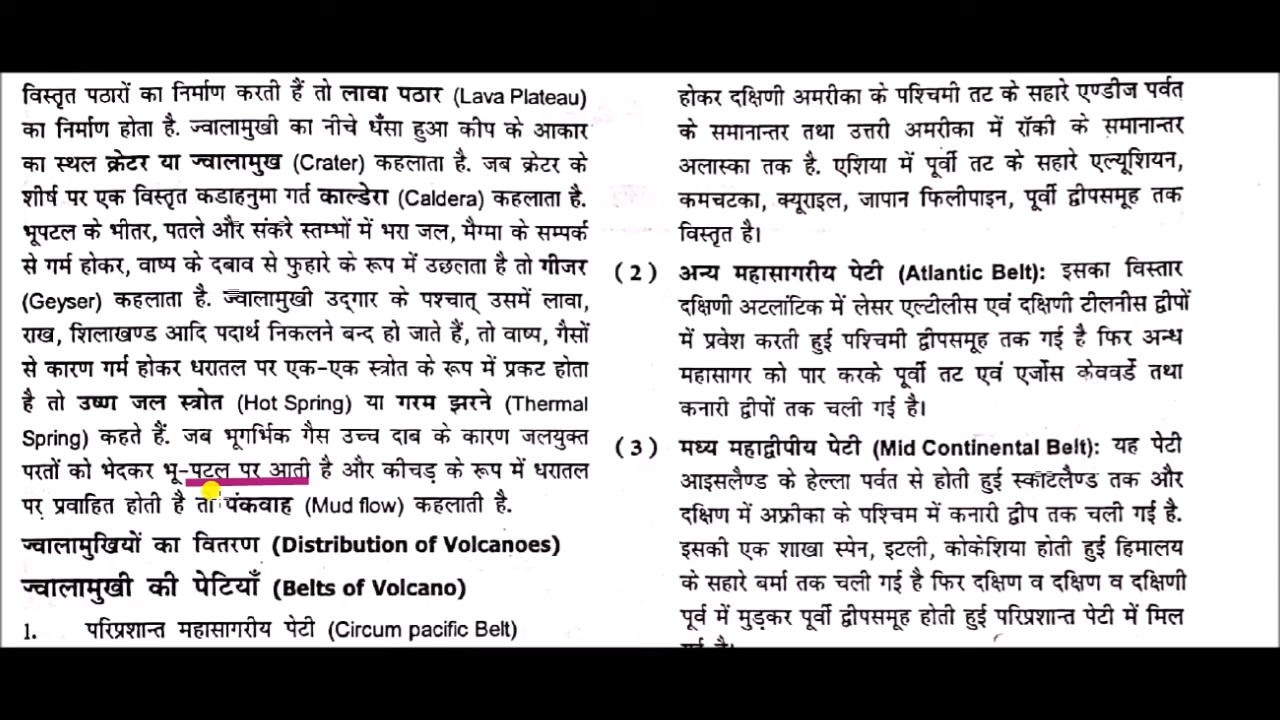 विस्तृत पठारों का निर्माण करती हैं तो लावा पठार (Lava Plateau)
का निर्माण होता है. ज्वालामुखी का नीचे धँसा हुआ कीप के आकार
का स्थल क्रेटर या ज्वालामुख (Crater) कहलाता है. जब क्रेटर के
शीर्ष पर एक विस्तृत कडाहनुमा गर्त काल्डेरा (Caldera) कहलाता है.
भूपटल के भीतर, पतले और संकरे स्तम्भों में भरा जल, मैग्मा के सम्पर्क
से गर्म होकर, वाष्प के दबाव से फुहारे के रूप में उछलता है तो गीजर
(Geyser) कहलाता है. ज्वालामुखी उद्‌गार के पश्चात् उसमें लावा,
राख, शिलाखण्ड आदि पदार्थ निकलने बन्द हो जाते हैं, तो वाष्प, गैसों
से कारण गर्म होकर धरातल पर एक-एक स्त्रोत के रूप में प्रकट होता
है तो उष्ण जल स्त्रोत (Hot Spring) या गरम झरने (Thermal
Spring) कहते हैं. जब भूगर्भिक गैस उच्च दाब के कारण जलयुक्त
परतों को भेदकर भू-पटल पर आती है और कीचड़ के रूप में धरातल
पर प्रवाहित होती है तो पंकवाह (Mud flow) कहलाता है.
ज्वालामुखियों का वितरण (Distribution of Volcanoes)
ज्वालामुखी की पेटियाँ (Belts of Volcano)
1. परिप्रशान्त महासागरीय पेटी (Circum pacific Belt)
होकर दक्षिणी अमरीका के पश्चिमी तट के सहारे एण्डीज पर्वत
के समानान्तर तथा उत्तरी अमरीका में रॉकी के समानान्तर
अलास्का तक है. एशिया में पूर्वी तट के सहारे एल्यूशियन,
कमचटका, क्यूराइल, जापान फिलीपाइन, पूर्वी द्वीपसमूह तक
विस्तृत है।
(2) अन्य महासागरीय पेटी (Atlantic Belt): इसका विस्तार
दक्षिणी अटलांटिक में लेसर एल्टीलीस एवं दक्षिणी टीलनीस द्वीपों
में प्रवेश करती हुई पश्चिमी द्वीपसमूह तक गई है फिर अन्ध
महासागर को पार करके पूर्वी तट एवं एर्जोस केववर्डे तथा
कनारी द्वीपों तक चली गई है।
(3) मध्य महाद्वीपीय पेटी (Mid Continental Belt): यह पेटी
आइसलैण्ड के हेल्ला पर्वत से होती हुई स्काटलैण्ड तक और
दक्षिण में अफ्रीका के पश्चिम में कनारी द्वीप तक चली गई है.
इसकी एक शाखा स्पेन, इटली, कोकेशिया होती हुई हिमालय
के सहारे बर्मा तक चली गई है फिर दक्षिण व दक्षिण व दक्षिणी
पूर्व में मुड़कर पूर्वी द्वीपसमूह होती हुई परिप्रशान्त पेटी में मिल
गई है।